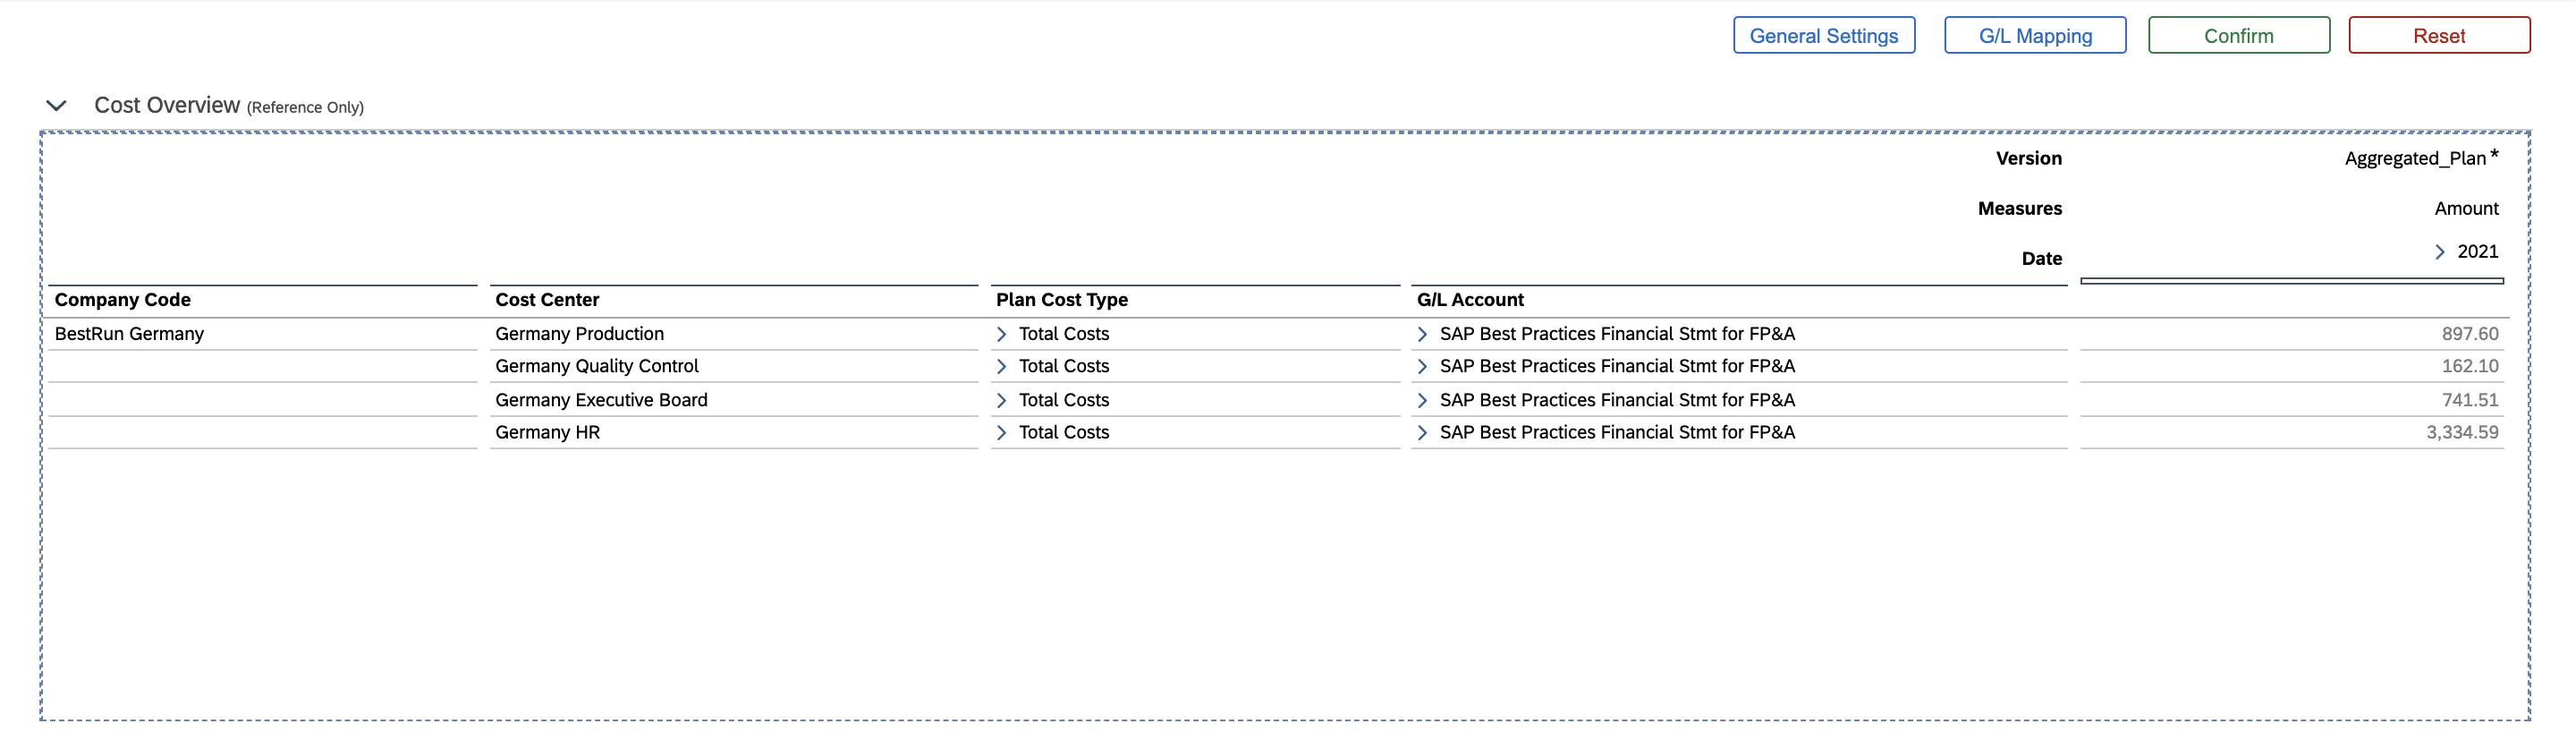 General Settings G/L Mapping Confirm Reset
Cost Overview (Reference Only)
Version Aggregated_Plan *
Measures Amount
Date 2021
Company Code Cost Center Plan Cost Type G/L Account
BestRun Germany Germany Production Total Costs SAP Best Practices Financial Stmt for FP&A 897.60
Germany Quality Control Total Costs SAP Best Practices Financial Stmt for FP&A 162.10
Germany Executive Board Total Costs SAP Best Practices Financial Stmt for FP&A 741.51
Germany HR Total Costs SAP Best Practices Financial Stmt for FP&A 3,334.59